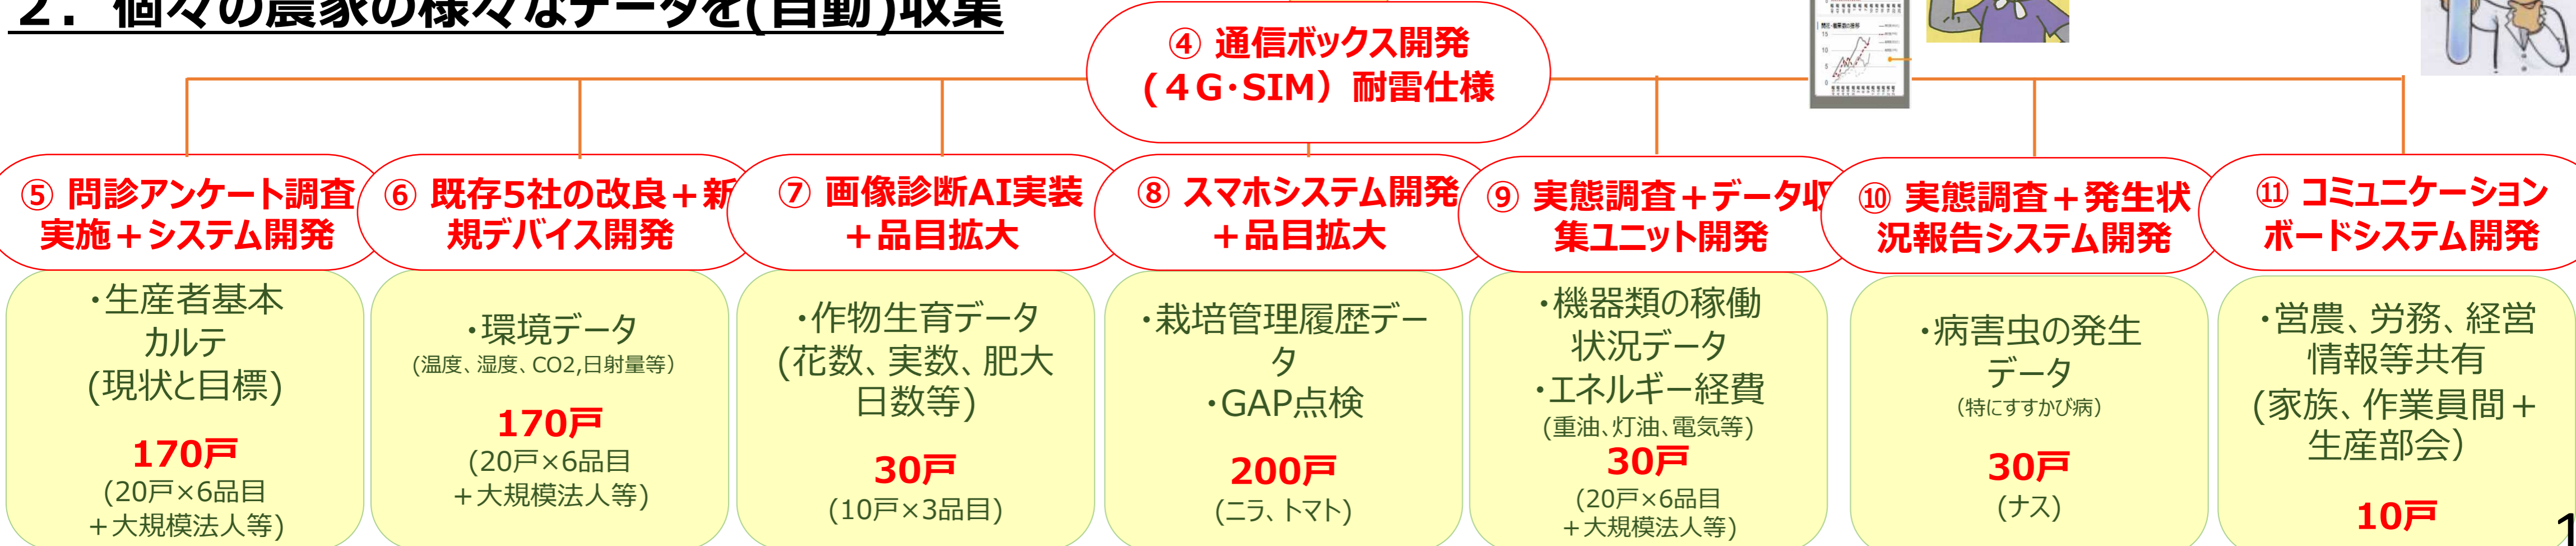 ２．個々の農家の様々なデータを(自動)収集
④ 通信ボックス開発
(４G･SIM）耐雷仕様
⑤ 問診アンケート調査
実施＋システム開発
⑥ 既存5社の改良＋新
規デバイス開発
⑦ 画像診断AI実装
＋品目拡大
⑧ スマホシステム開発
＋品目拡大
⑨ 実態調査＋データ収
集ユニット開発
⑩ 実態調査＋発生状
況報告システム開発
⑪ コミュニケーション
ボードシステム開発
･生産者基本
カルテ
(現状と目標)
170戸
(20戸×6品目
＋大規模法人等)
･環境データ
(温度、湿度、CO2,日射量等)
170戸
(20戸×6品目
＋大規模法人等)
･作物生育データ
(花数、実数、肥大
日数等)
30戸
(10戸×3品目)
･栽培管理履歴デー
タ
･GAP点検
200戸
(ニラ、トマト)
･機器類の稼働
状況データ
･エネルギー経費
(重油、灯油、電気等)
30戸
(20戸×6品目
＋大規模法人等)
･病害虫の発生
データ
(特にすすかび病)
30戸
(ナス)
･営農、労務、経営
情報等共有
(家族、作業員間＋
生産部会）
10戸
1